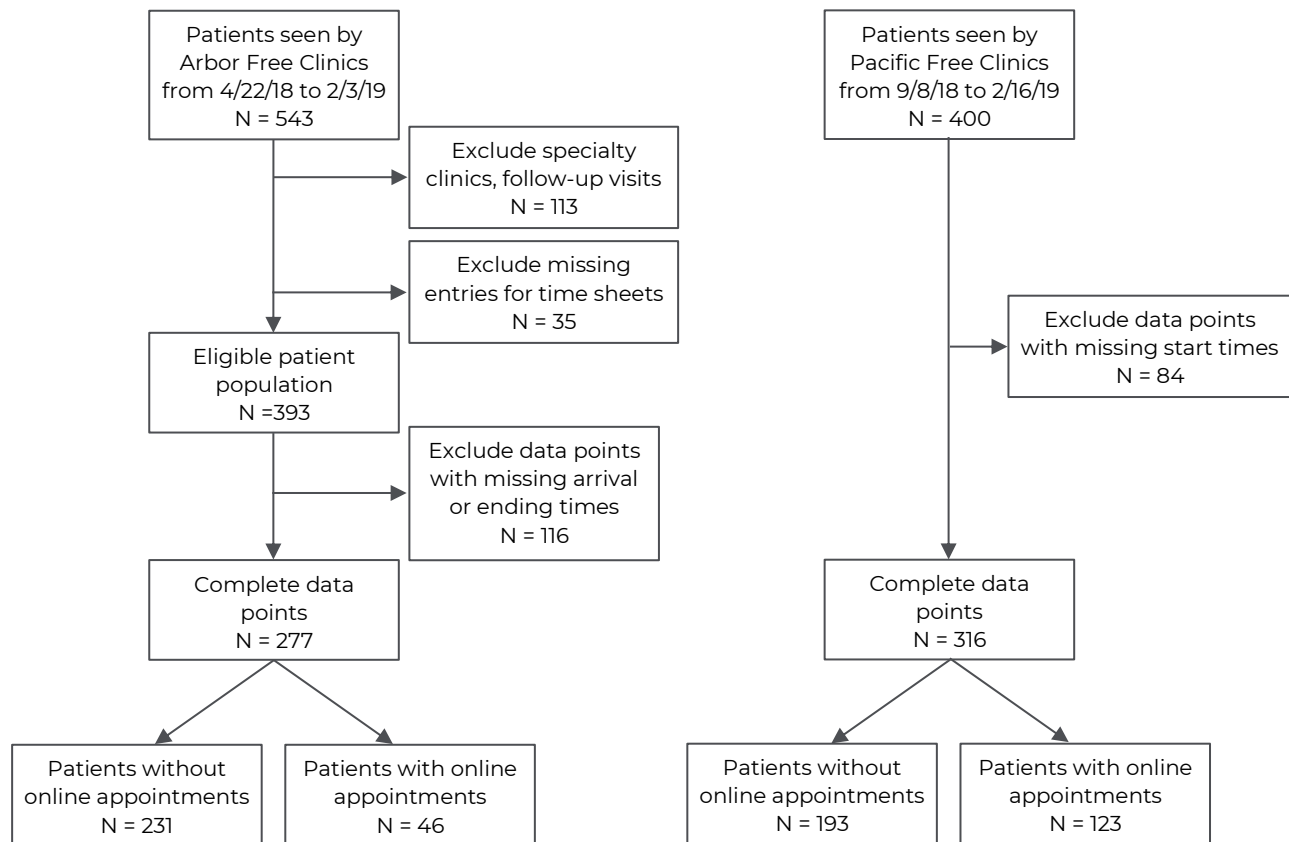 Patients seen by
Arbor Free Clinics
from 4/22/18 to 2/3/19
N = 543
Exclude specialty
clinics, follow-up visits
N = 113
Exclude missing
entries for time sheets
N = 35
Eligible patient
population
N =393
Exclude data points
with missing arrival
or ending times
N = 116
Complete data
points
N = 277
Patients without
online appointments
N = 231
Patients with online
appointments
N = 46
Patients seen by
Pacific Free Clinics
from 9/8/18 to 2/16/19
N = 400
Exclude data points
with missing start times
N = 84
Complete data
points
N = 316
Patients without
online appointments
N = 193
Patients with online
appointments
N = 123